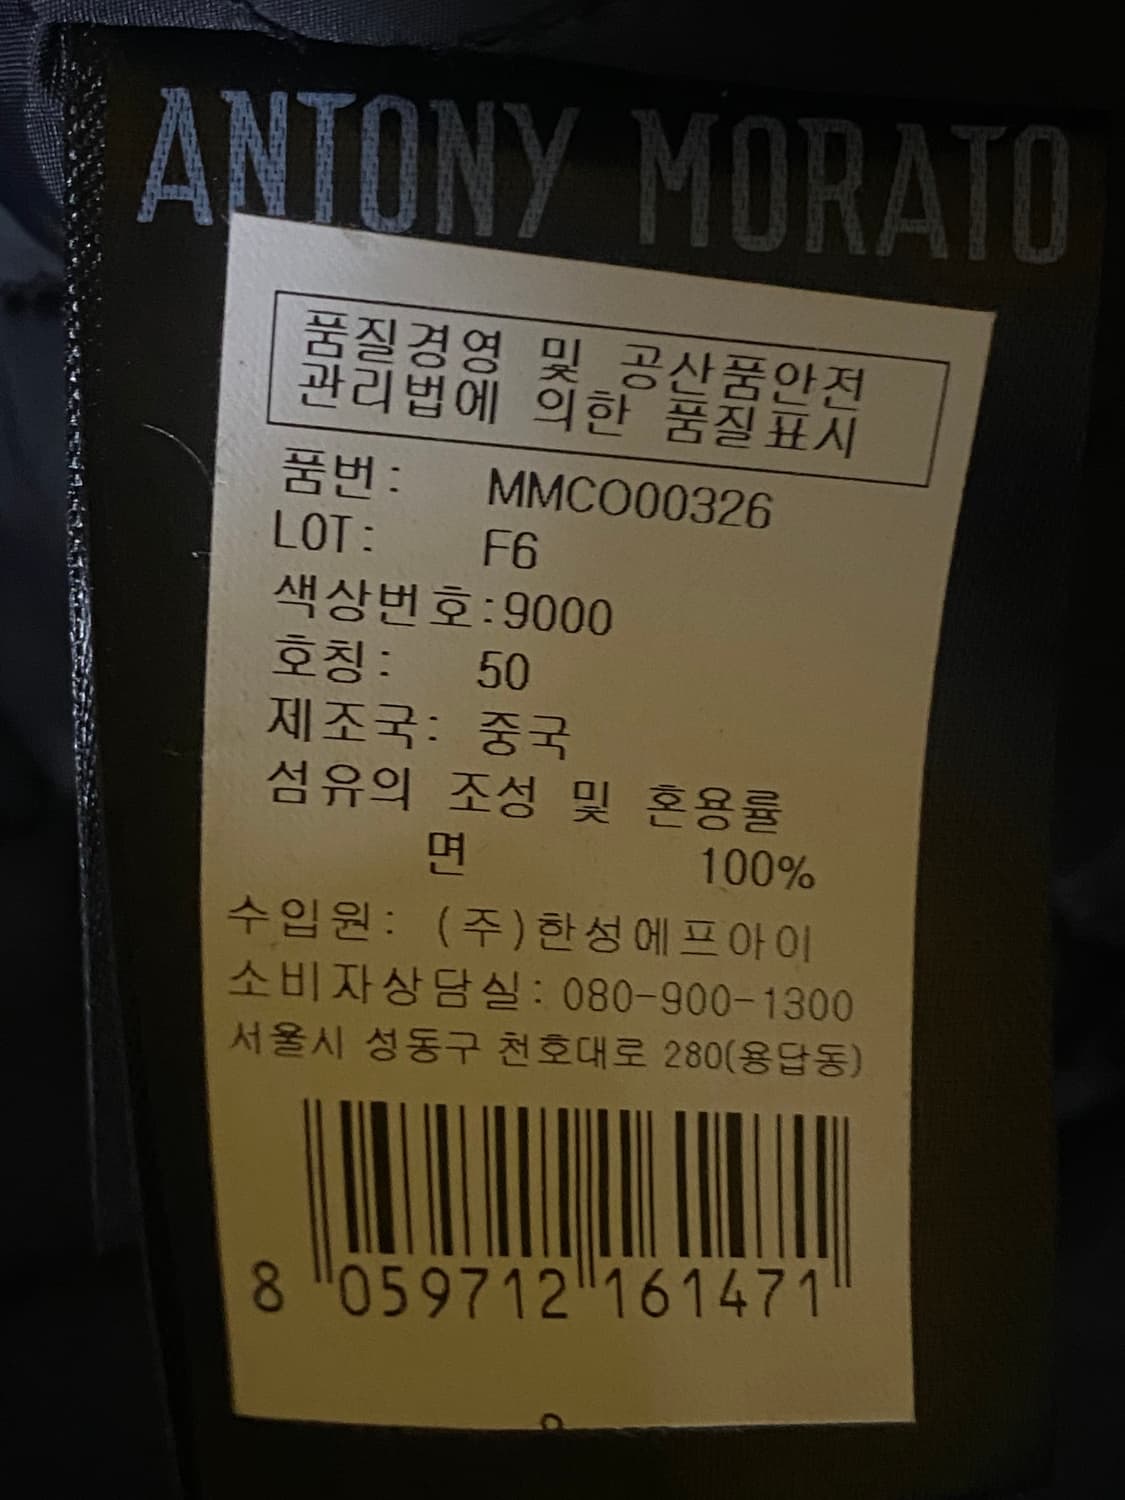 ANTONY MORATO
품질경영 및 공산품안전
관리법에 의한 품질표시
품번: MMCO00326
LOT: F6
색상번호:9000
호칭: 50
제조국: 중국
섬유의 조성 및 혼용률
면 100%
수입원: (주)한성에프아이
소비자상담실: 080-900-1300
서울시 성동구 천호대로 280(용답동)
8 059712 161471